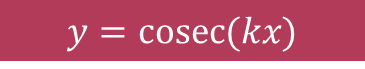 y = cosec(kx)